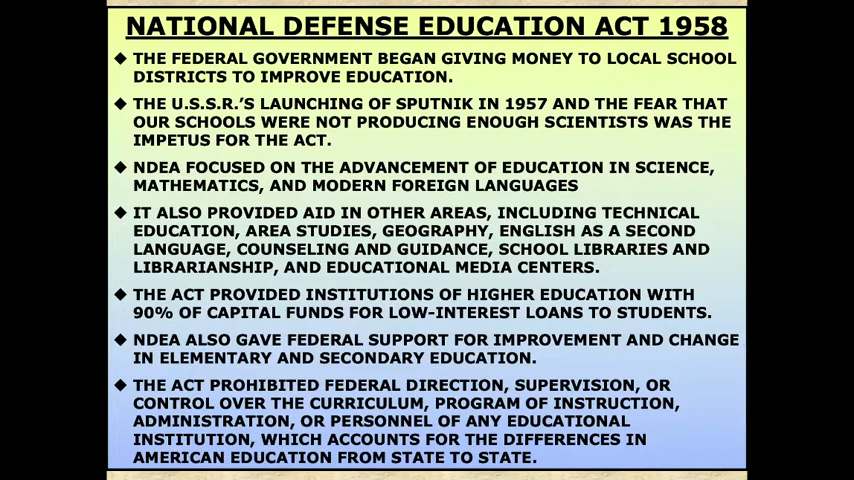 NATIONAL DEFENSE EDUCATION ACT 1958
◆ THE FEDERAL GOVERNMENT BEGAN GIVING MONEY TO LOCAL SCHOOL
DISTRICTS TO IMPROVE EDUCATION.
◆ THE U.S.S.R.'S LAUNCHING OF SPUTNIK IN 1957 AND THE FEAR THAT
OUR SCHOOLS WERE NOT PRODUCING ENOUGH SCIENTISTS WAS THE
IMPETUS FOR THE ACT.
◆ NDEA FOCUSED ON THE ADVANCEMENT OF EDUCATION IN SCIENCE,
MATHEMATICS, AND MODERN FOREIGN LANGUAGES
◆ IT ALSO PROVIDED AID IN OTHER AREAS, INCLUDING TECHNICAL
EDUCATION, AREA STUDIES, GEOGRAPHY, ENGLISH AS A SECOND
LANGUAGE, COUNSELING AND GUIDANCE, SCHOOL LIBRARIES AND
LIBRARIANSHIP, AND EDUCATIONAL MEDIA CENTERS.
◆ THE ACT PROVIDED INSTITUTIONS OF HIGHER EDUCATION WITH
90% OF CAPITAL FUNDS FOR LOW-INTEREST LOANS TO STUDENTS.
◆ NDEA ALSO GAVE FEDERAL SUPPORT FOR IMPROVEMENT AND CHANGE
IN ELEMENTARY AND SECONDARY EDUCATION.
◆ THE ACT PROHIBITED FEDERAL DIRECTION, SUPERVISION, OR
CONTROL OVER THE CURRICULUM, PROGRAM OF INSTRUCTION,
ADMINISTRATION, OR PERSONNEL OF ANY EDUCATIONAL
INSTITUTION, WHICH ACCOUNTS FOR THE DIFFERENCES IN
AMERICAN EDUCATION FROM STATE TO STATE.